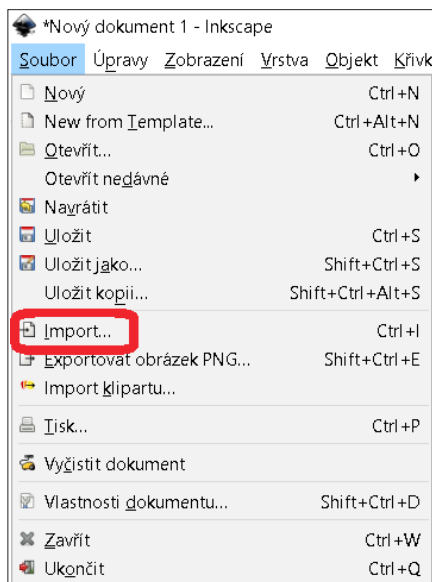 *Nový dokument 1 - Inkscape
Soubor Úpravy Zobrazení Vrstva Objekt Křivk
Nový Ctrl+N
New from Template... Ctrl+Alt+N
Otevřít... Ctrl+O
Otevřít nedávné
Navrátit
Uložit Ctrl+S
Uložit jako... Shift+Ctrl+S
Uložit kopii... Shift+Ctrl+Alt+S
Import... Ctrl+I
Exportovat obrázek PNG... Shift+Ctrl+E
Import klipartu...
Tisk... Ctrl+P
Vyčistit dokument
Vlastnosti dokumentu... Shift+Ctrl+D
Zavřít Ctrl+W
Ukončit Ctrl+Q